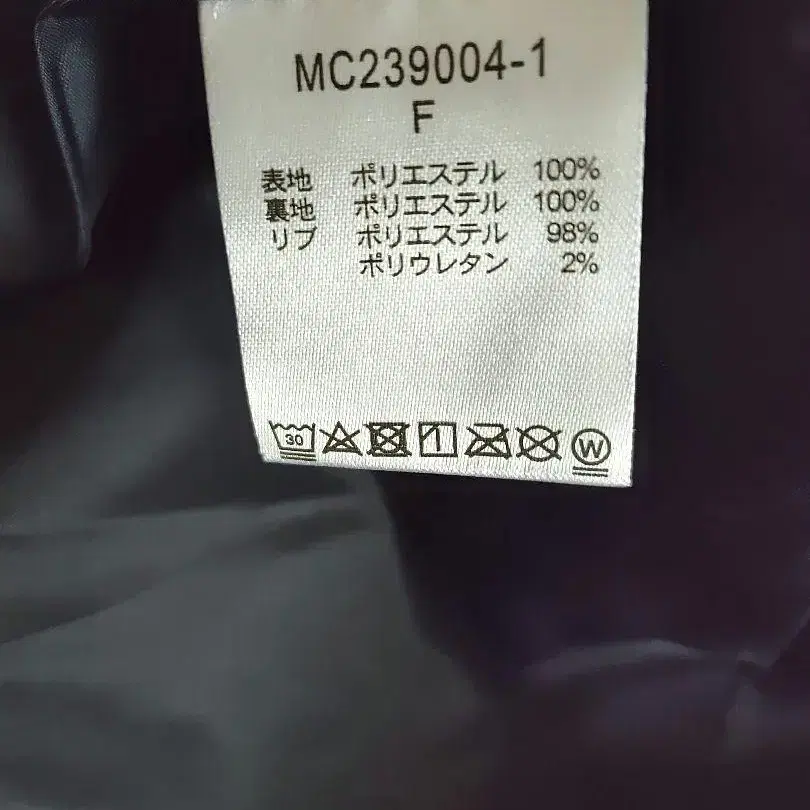 MC239004-1
F
表地 ポリエステル 100%
裏地 ポリエステル 100%
リブ ポリエステル 98%
ポリウレタン 2%
30 W